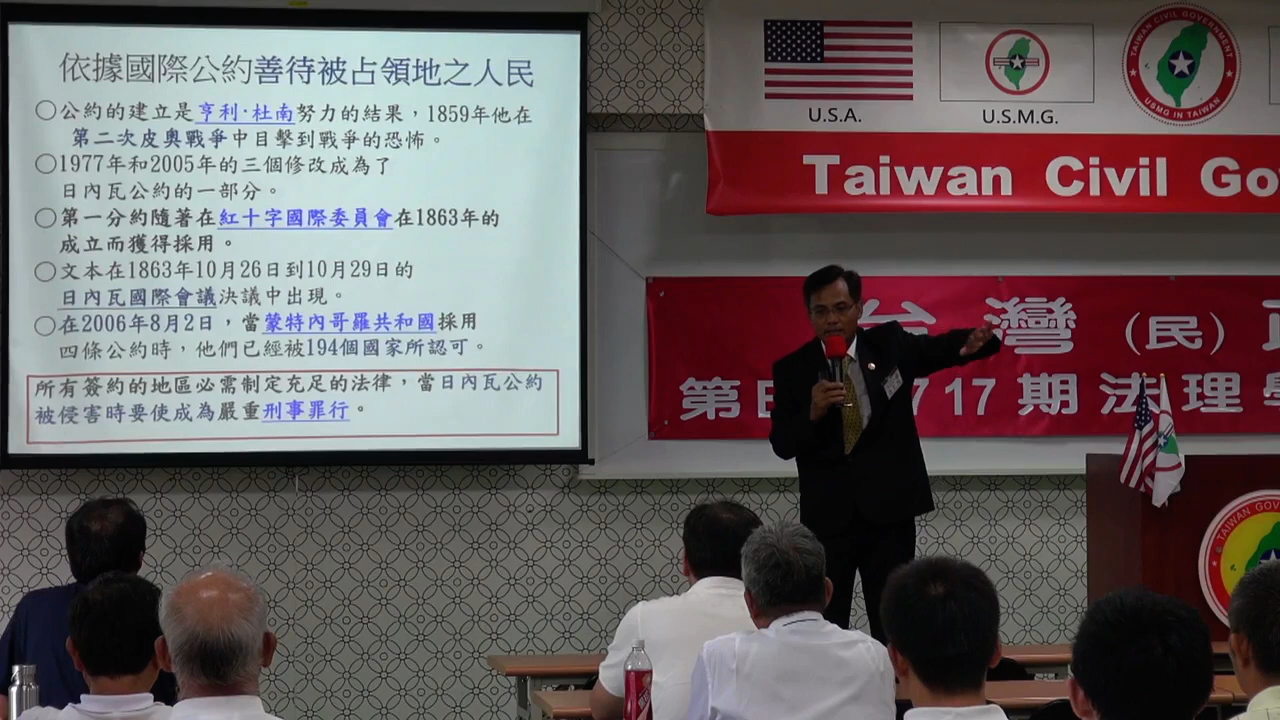 依據國際公約善待被占領地之人民
○公約的建立是亨利·杜南努力的結果，1859年他在
第二次皮奧戰爭中目擊到戰爭的恐怖。
○1977年和2005年的三個修改成為了
日內瓦公約的一部分。
○第一分約隨著在紅十字國際委員會在1863年的
成立而獲得採用。
○文本在1863年10月26日到10月29日的
日內瓦國際會議決議中出現。
○在2006年8月2日，當蒙特內哥羅共和國採用
四條公約時，他們已經被194個國家所認可。
所有簽約的地區必需制定充足的法律，當日內瓦公約
被侵害時要使成為嚴重刑事罪行。
U.S.A.
U.S.M.G.
TAIWAN CIVIL GOVERNMENT
USMG IN TAIWAN
Taiwan Civil Go
台灣（民）
第 717期法理學
TAIWAN GOV